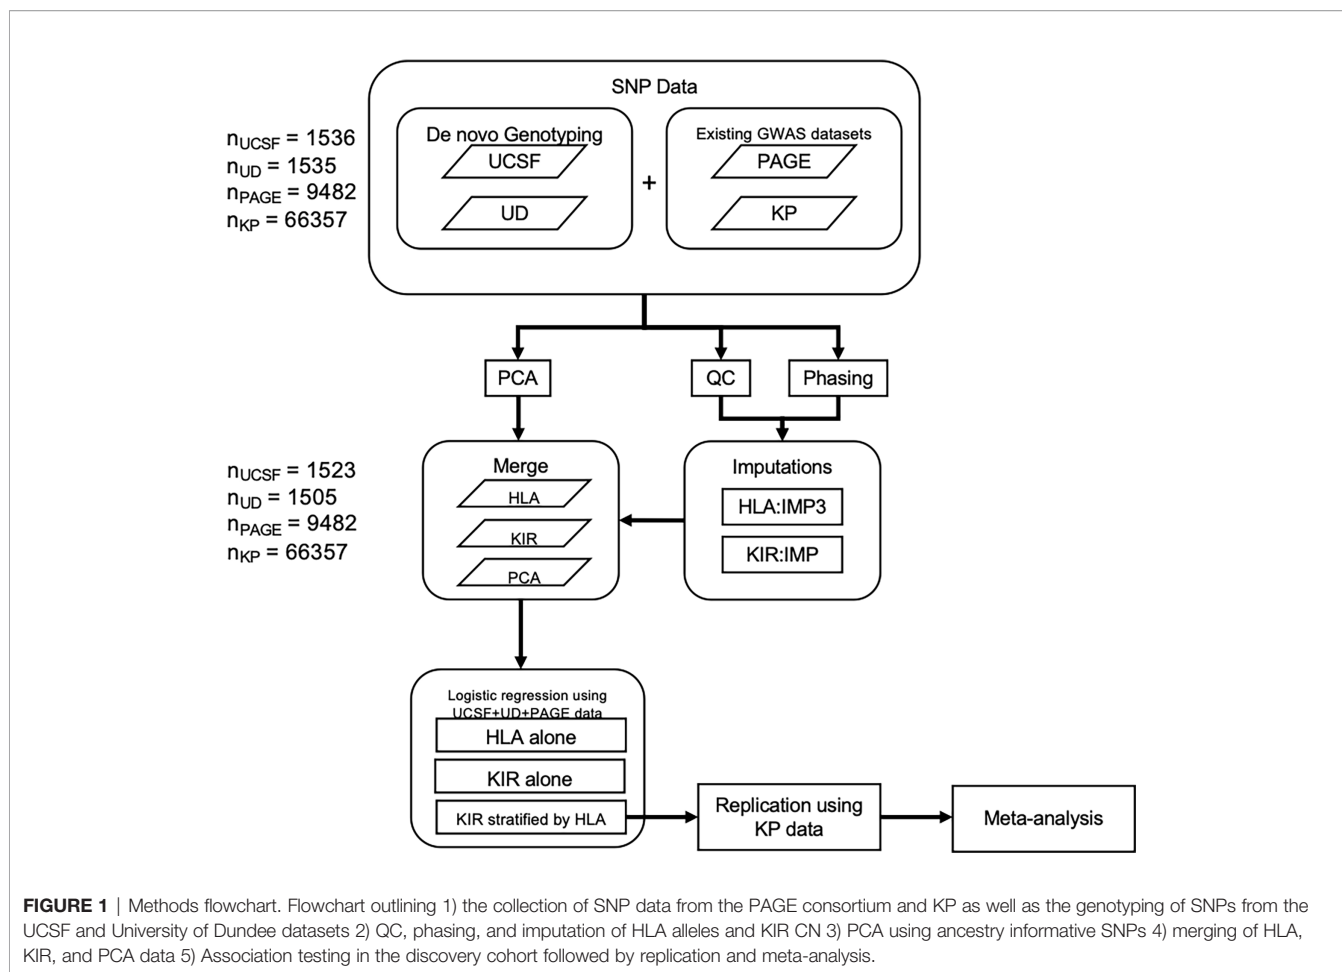 SNP Data
De novo Genotyping
UCSF
UD
+
Existing GWAS datasets
PAGE
KP
nUCSF = 1536
nUD = 1535
nPAGE = 9482
nKP = 66357
PCA
QC
Phasing
nUCSF = 1523
nUD = 1505
nPAGE = 9482
nKP = 66357
Merge
HLA
KIR
PCA
Imputations
HLA:IMP3
KIR:IMP
Logistic regression using
UCSF+UD+PAGE data
HLA alone
KIR alone
KIR stratified by HLA
Replication using
KP data
Meta-analysis
FIGURE 1 | Methods flowchart. Flowchart outlining 1) the collection of SNP data from the PAGE consortium and KP as well as the genotyping of SNPs from the
UCSF and University of Dundee datasets 2) QC, phasing, and imputation of HLA alleles and KIR CN 3) PCA using ancestry informative SNPs 4) merging of HLA,
KIR, and PCA data 5) Association testing in the discovery cohort followed by replication and meta-analysis.